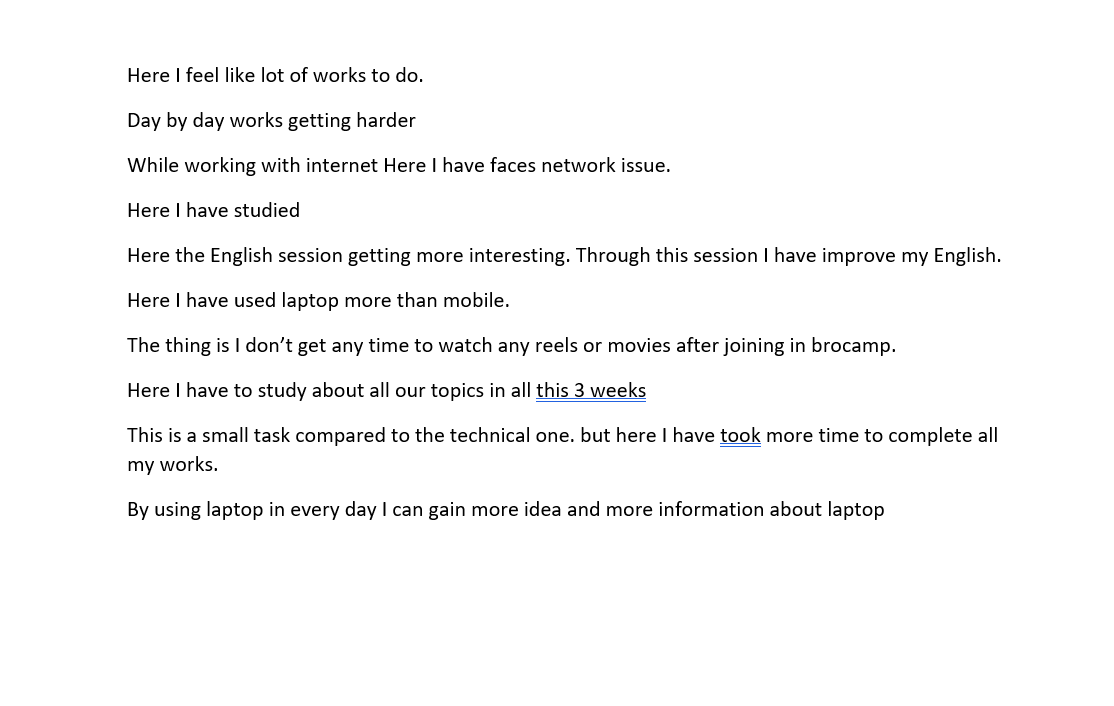 Here I feel like lot of works to do.
Day by day works getting harder
While working with internet Here I have faces network issue.
Here I have studied
Here the English session getting more interesting. Through this session I have improve my English.
Here I have used laptop more than mobile.
The thing is I don’t get any time to watch any reels or movies after joining in brocamp.
Here I have to study about all our topics in all this 3 weeks
This is a small task compared to the technical one. but here I have took more time to complete all
my works.
By using laptop in every day I can gain more idea and more information about laptop